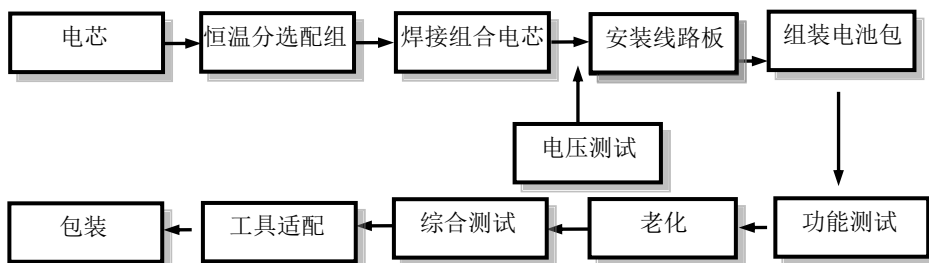 电芯
恒温分选配组
焊接组合电芯
安装线路板
组装电池包
电压测试
包装
工具适配
综合测试
老化
功能测试